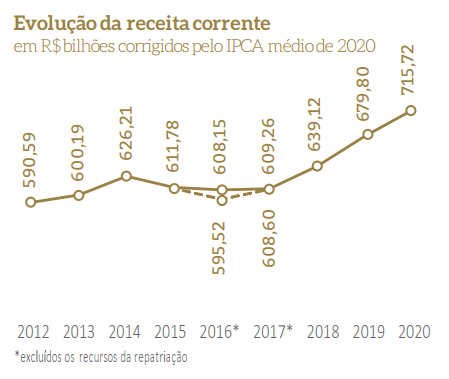 Evolução da receita corrente
em R$ bilhões corrigidos pelo IPCA médio de 2020
590,59
600,19
626,21
611,78
608,15
609,26
639,12
679,80
715,72
595,52
608,60
2012 2013 2014 2015 2016* 2017* 2018 2019 2020
*excluídos os recursos da repatriação